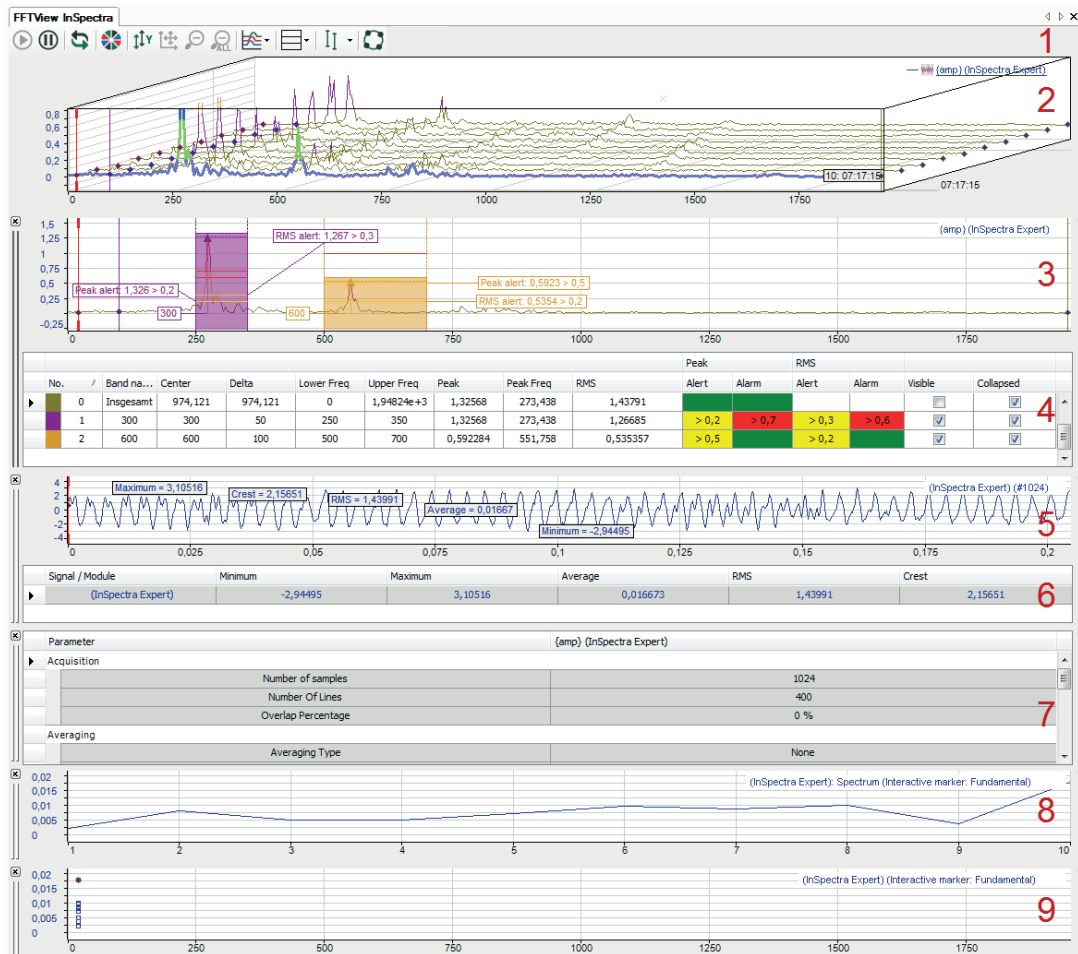 FFTView InSpectra
1
{amp} (InSpectra Expert)
2
0,8
0,6
0,4
0,2
0
10: 07:17:15
07:17:15
0 250 500 750 1000 1250 1500 1750
1,5
1,25
1
0,75
0,5
0,25
-0,25
{amp} (InSpectra Expert)
RMS alert: 1,267 > 0,3
3
Peak alert: 1,326 > 0,2
Peak alert: 0,5923 > 0,5
RMS alert: 0,5354 > 0,2
300
600
0 250 500 750 1000 1250 1500 1750
Peak RMS
No. / Band na... Center Delta Lower Freq Upper Freq Peak Peak Freq RMS Alert Alarm Alert Alarm Visible Collapsed
0 Insgesamt 974,121 974,121 0 1,94824e+3 1,32568 273,438 1,43791
1 300 300 50 250 350 1,32568 273,438 1,26685 > 0,2 > 0,7 > 0,3 > 0,6
2 600 600 100 500 700 0,592284 551,758 0,535357 > 0,5 > 0,2
4
4
2
0
-2
-4
Maximum = 3,10516
Crest = 2,15651
RMS = 1,43991
Average = 0,01667
Minimum = -2,94495
(InSpectra Expert) (#1024)
5
0 0,025 0,05 0,075 0,1 0,125 0,15 0,175 0,2
Signal / Module Minimum Maximum Average RMS Crest
(InSpectra Expert) -2,94495 3,10516 0,016673 1,43991 2,15651
6
Parameter {amp} (InSpectra Expert)
Acquisition
Number of samples 1024
Number Of Lines 400
Overlap Percentage 0 %
7
Averaging
Averaging Type None
0,02
0,015
0,01
0,005
0
(InSpectra Expert): Spectrum (Interactive marker: Fundamental)
8
1 2 3 4 5 6 7 8 9 10
0,02
0,015
0,01
0,005
0
(InSpectra Expert) (Interactive marker: Fundamental)
9
0 250 500 750 1000 1250 1500 1750